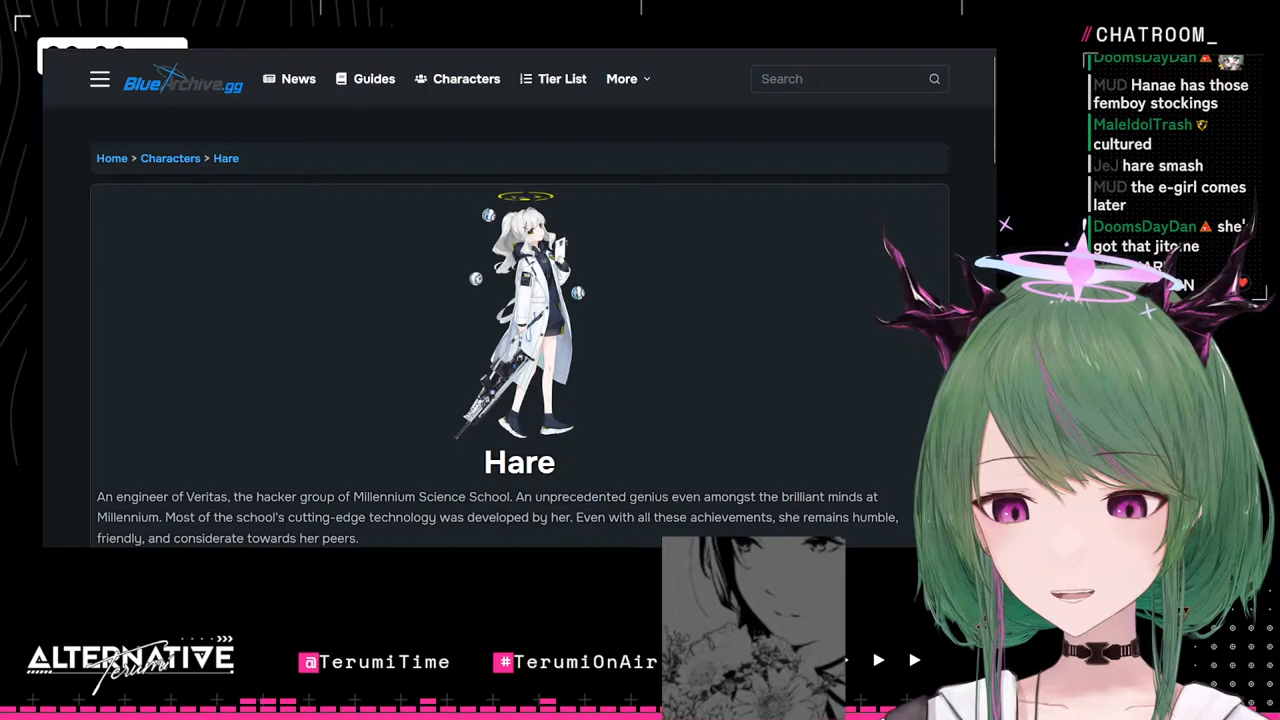 //CHATROOM_
BlueArchive.gg News Guides Characters Tier List More Search
Home > Characters > Hare
Hare
An engineer of Veritas, the hacker group of Millennium Science School. An unprecedented genius even amongst the brilliant minds at
Millennium. Most of the school's cutting-edge technology was developed by her. Even with all these achievements, she remains humble,
friendly, and considerate towards her peers.
DoomsDayDan
MUD Hanae has those
femboy stockings
MaleIdolTrash
cultured
JeJ hare smash
MUD the e-girl comes
later
DoomsDayDan she'
got that jitome
ALTERNATIVE
Terumi
@TerumiTime
#TerumiOnAir